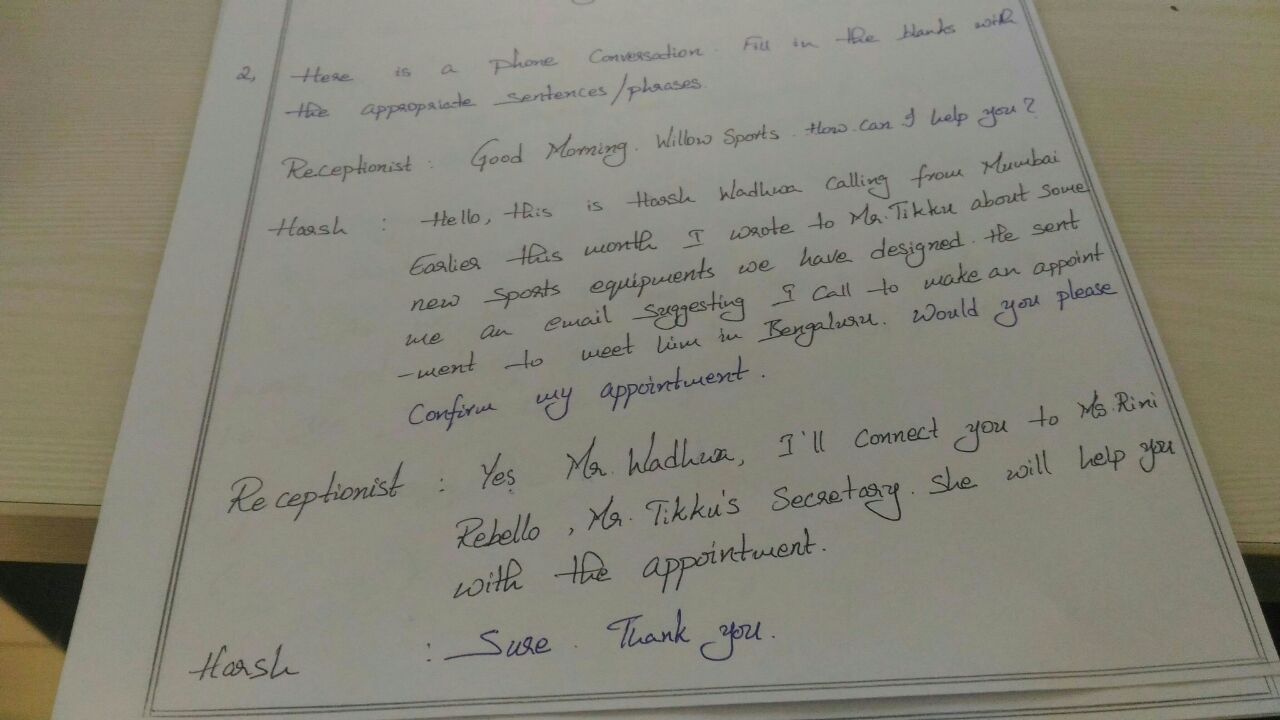 2, Here is a phone Conversation. Fill in the blanks with
the appropriate sentences/phrases.
Receptionist : Good Morning. Willow Sports. How can I help you?
Harsh : Hello, this is Harsh Wadhwa calling from Mumbai
Earlier this month I wrote to Mr. Tikku about some
new sports equipments we have designed. He sent
me an email suggesting I call to make an appoint
-ment to meet him in Bengaluru. Would you please
Confirm my appointment.
Receptionist : Yes Mr. Wadhwa, I'll connect you to Ms. Rini
Rebello, Mr. Tikku's Secretary. She will help you
with the appointment.
Harsh : Sure. Thank you.